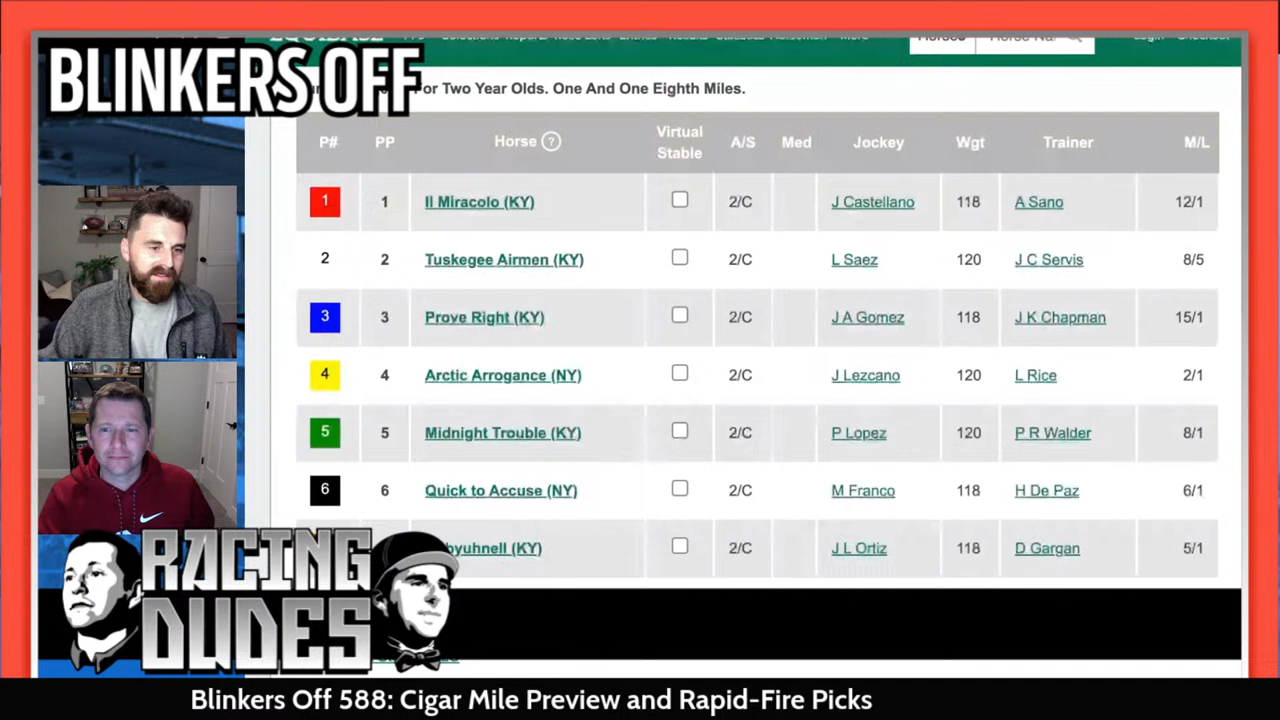 BLINKERS OFF
For Two Year Olds. One And One Eighth Miles.
P# PP Horse ? Virtual Stable A/S Med Jockey Wgt Trainer M/L
1 1 Il Miracolo (KY) 2/C J Castellano 118 A Sano 12/1
2 2 Tuskegee Airmen (KY) 2/C L Saez 120 J C Servis 8/5
3 3 Prove Right (KY) 2/C J A Gomez 118 J K Chapman 15/1
4 4 Arctic Arrogance (NY) 2/C J Lezcano 120 L Rice 2/1
5 5 Midnight Trouble (KY) 2/C P Lopez 120 P R Walder 8/1
6 6 Quick to Accuse (NY) 2/C M Franco 118 H De Paz 6/1
byuhnell (KY) 2/C J L Ortiz 118 D Gargan 5/1
RACING
DUDES
Blinkers Off 588: Cigar Mile Preview and Rapid-Fire Picks